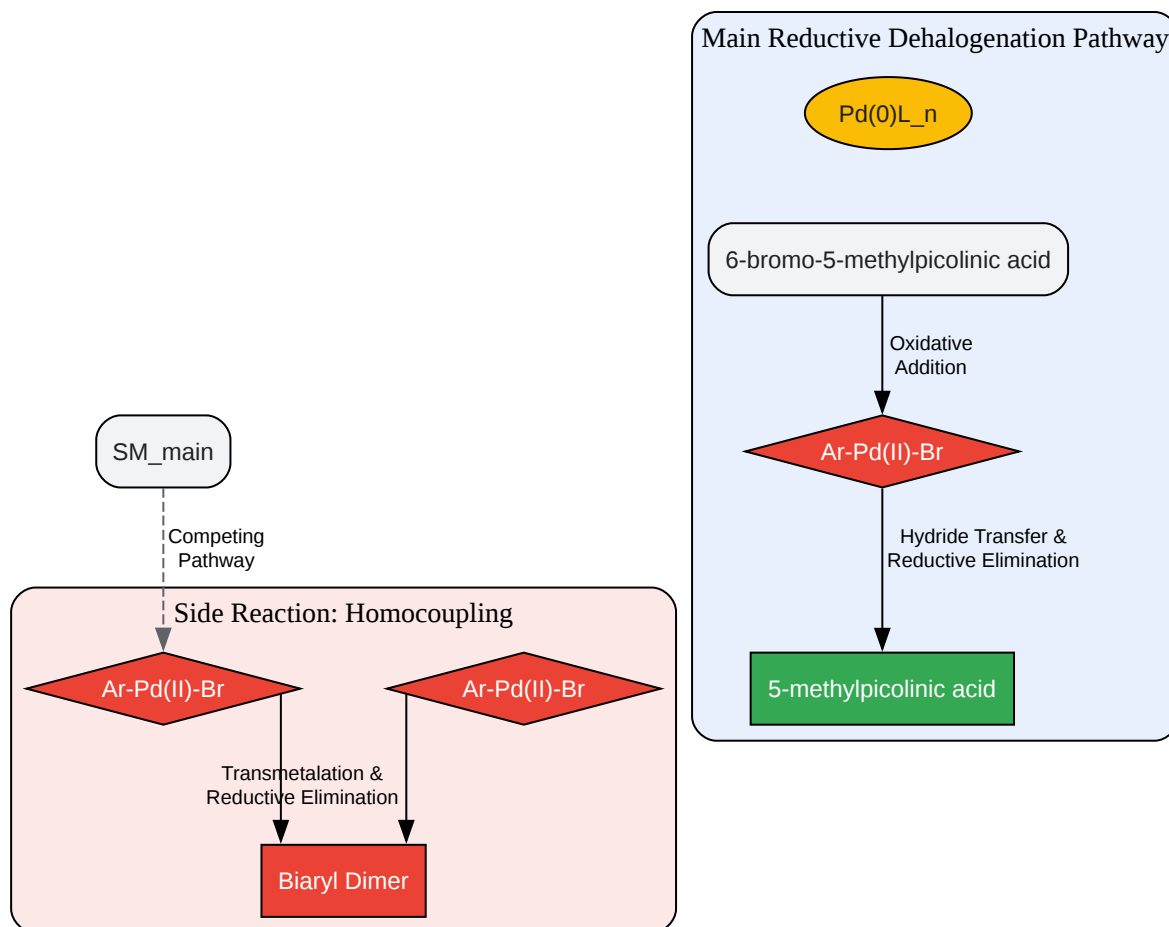 Main Reductive Dehalogenation Pathway
Pd(0)L_n
6-bromo-5-methylpicolinic acid
Oxidative
Addition
Ar-Pd(II)-Br
Hydride Transfer &
Reductive Elimination
5-methylpicolinic acid
SM_main
Competing
Pathway
Side Reaction: Homocoupling
Ar-Pd(II)-Br
Ar-Pd(II)-Br
Transmetalation &
Reductive Elimination
Biaryl Dimer